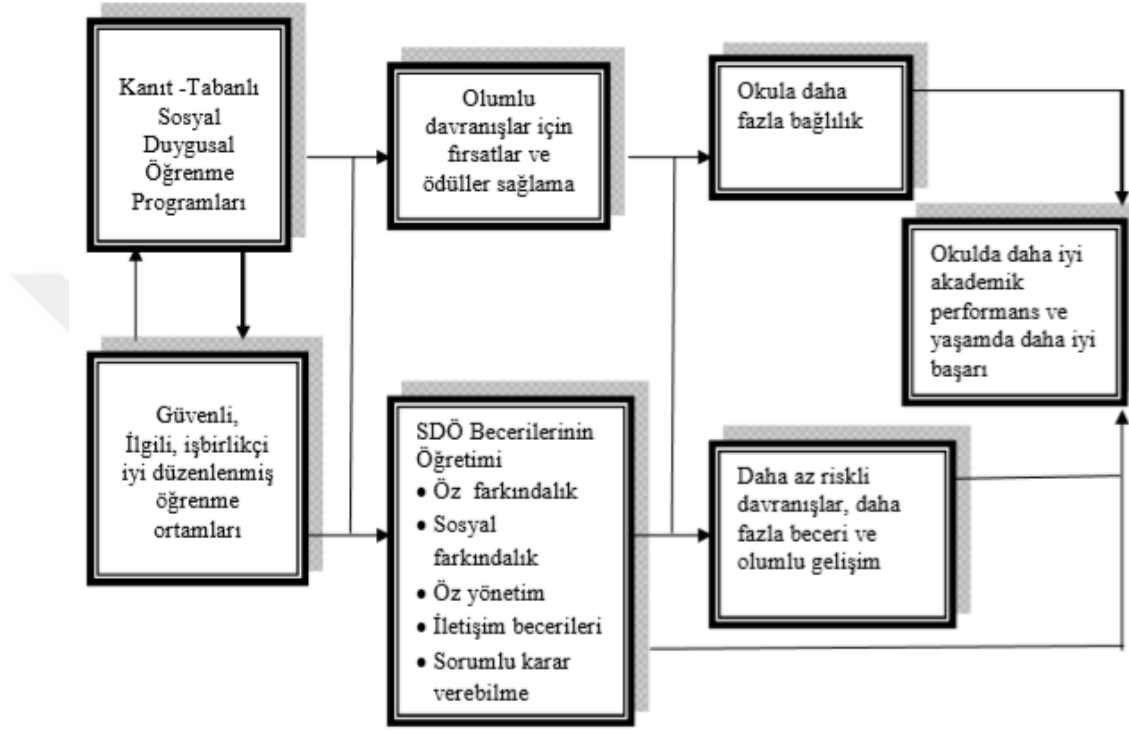 Kanıt -Tabanlı
Sosyal
Duygusal
Öğrenme
Programları
Olumlu
davranışlar için
fırsatlar ve
ödüller sağlama
Okula daha
fazla bağlılık
Okulda daha iyi
akademik
performans ve
yaşamda daha iyi
başarı
Güvenli,
İlgili, işbirlikçi
iyi düzenlenmiş
öğrenme
ortamları
SDÖ Becerilerinin
Öğretimi
• Öz farkındalık
• Sosyal
farkındalık
• Öz yönetim
• İletişim becerileri
• Sorumlu karar
verebilme
Daha az riskli
davranışlar, daha
fazla beceri ve
olumlu gelişim